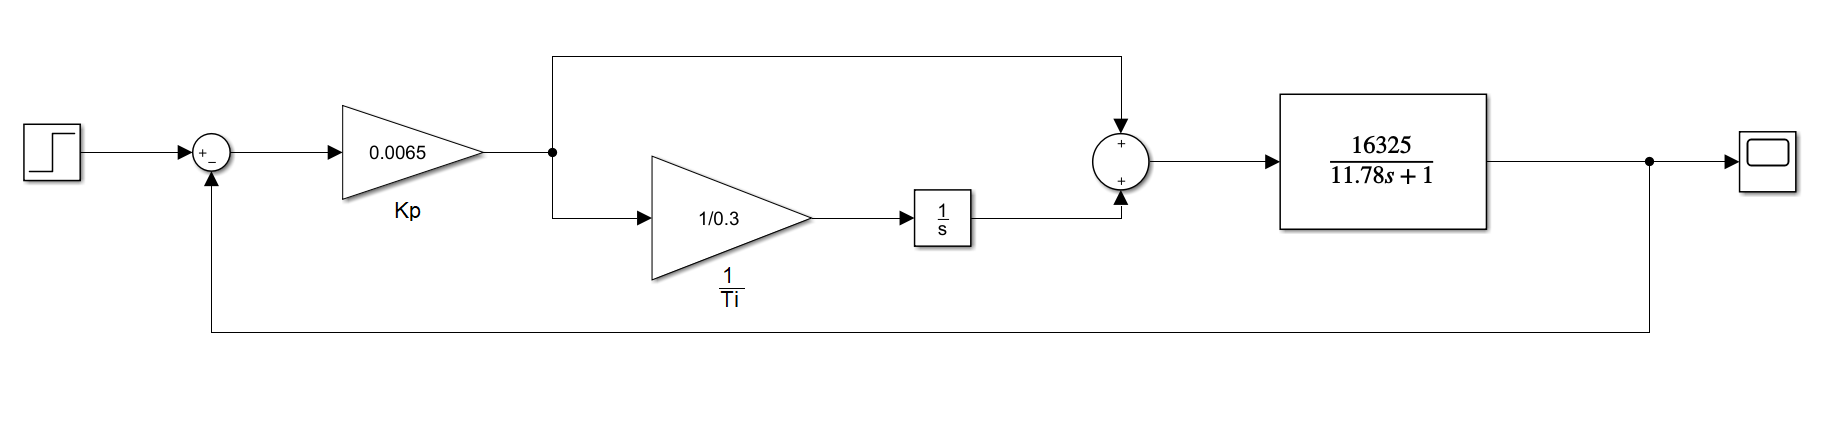 +
−
0.0065
Kp
1/0.3
1
Ti
1
s
+
+
16325
11.78s + 1